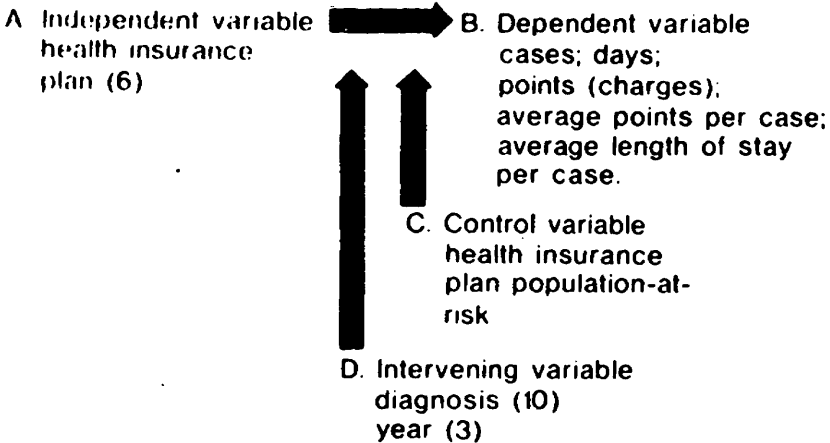 A Independent variable
health insurance
plan (6)
B. Dependent variable
cases; days;
points (charges);
average points per case;
average length of stay
per case.
C. Control variable
health insurance
plan population-at-
risk
D. Intervening variable
diagnosis (10)
year (3)